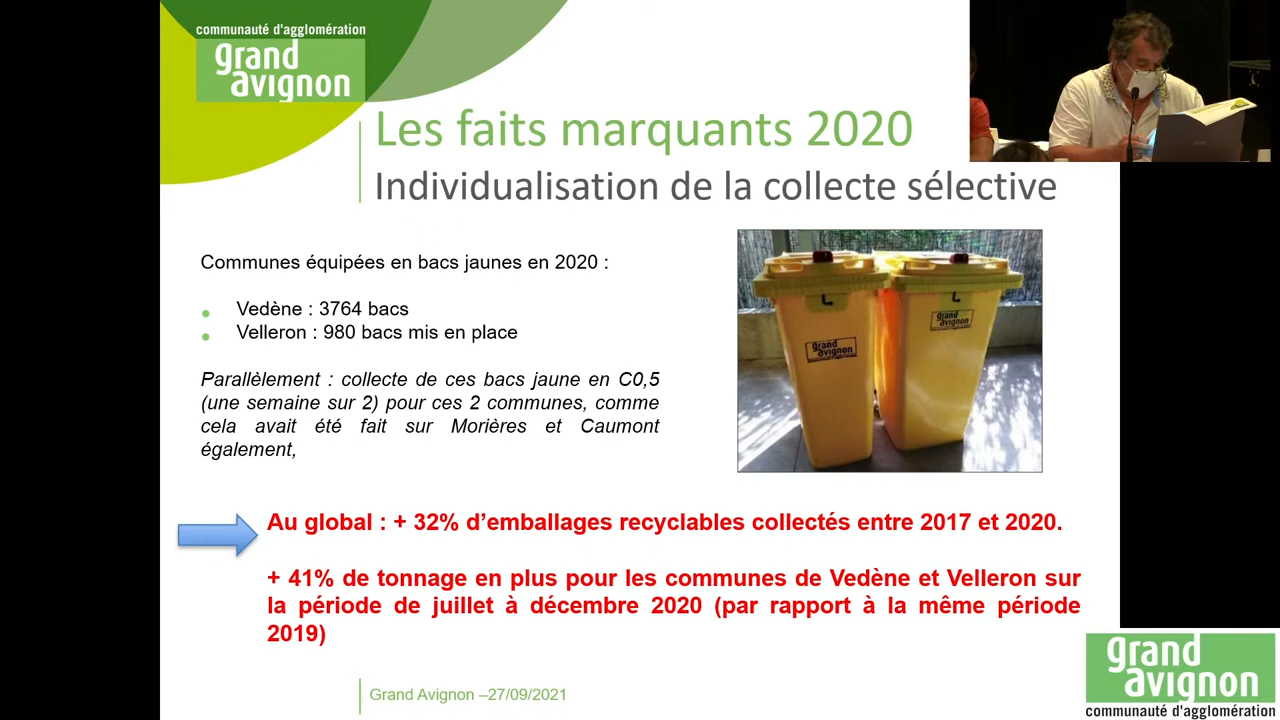 communauté d'agglomération
grand
avignon
Les faits marquants 2020
Individualisation de la collecte sélective
Communes équipées en bacs jaunes en 2020 :
Vedène : 3764 bacs
Velleron : 980 bacs mis en place
Parallèlement : collecte de ces bacs jaune en C0,5
(une semaine sur 2) pour ces 2 communes, comme
cela avait été fait sur Morières et Caumont
également,
grand
avignon
grand
avignon
Au global : + 32% d’emballages recyclables collectés entre 2017 et 2020.
+ 41% de tonnage en plus pour les communes de Vedène et Velleron sur
la période de juillet à décembre 2020 (par rapport à la même période
2019)
Grand Avignon –27/09/2021
grand
avignon
communauté d'agglomération